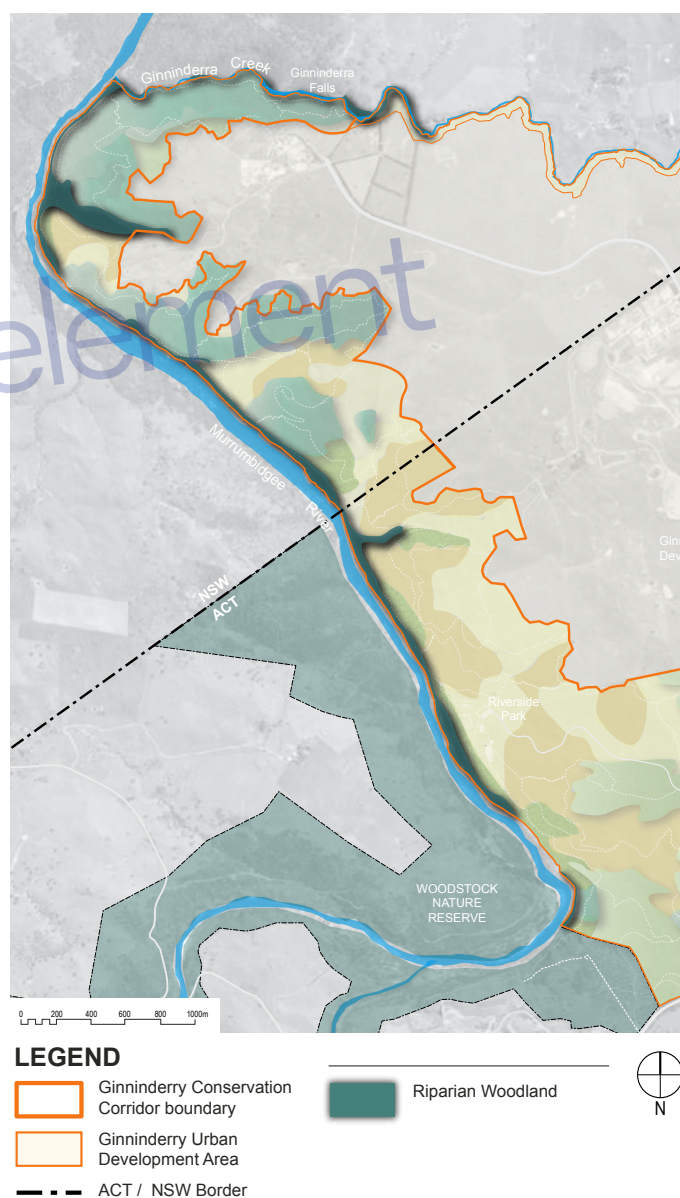 Ginninderra Creek
Ginninderra
Falls
element
Murrumbidgee
River
NSW
ACT
Riverside
Park
WOODSTOCK
NATURE
RESERVE
0 200 400 600 800 1000m
LEGEND
Ginninderry Conservation
Corridor boundary
Ginninderry Urban
Development Area
ACT / NSW Border
Riparian Woodland
N